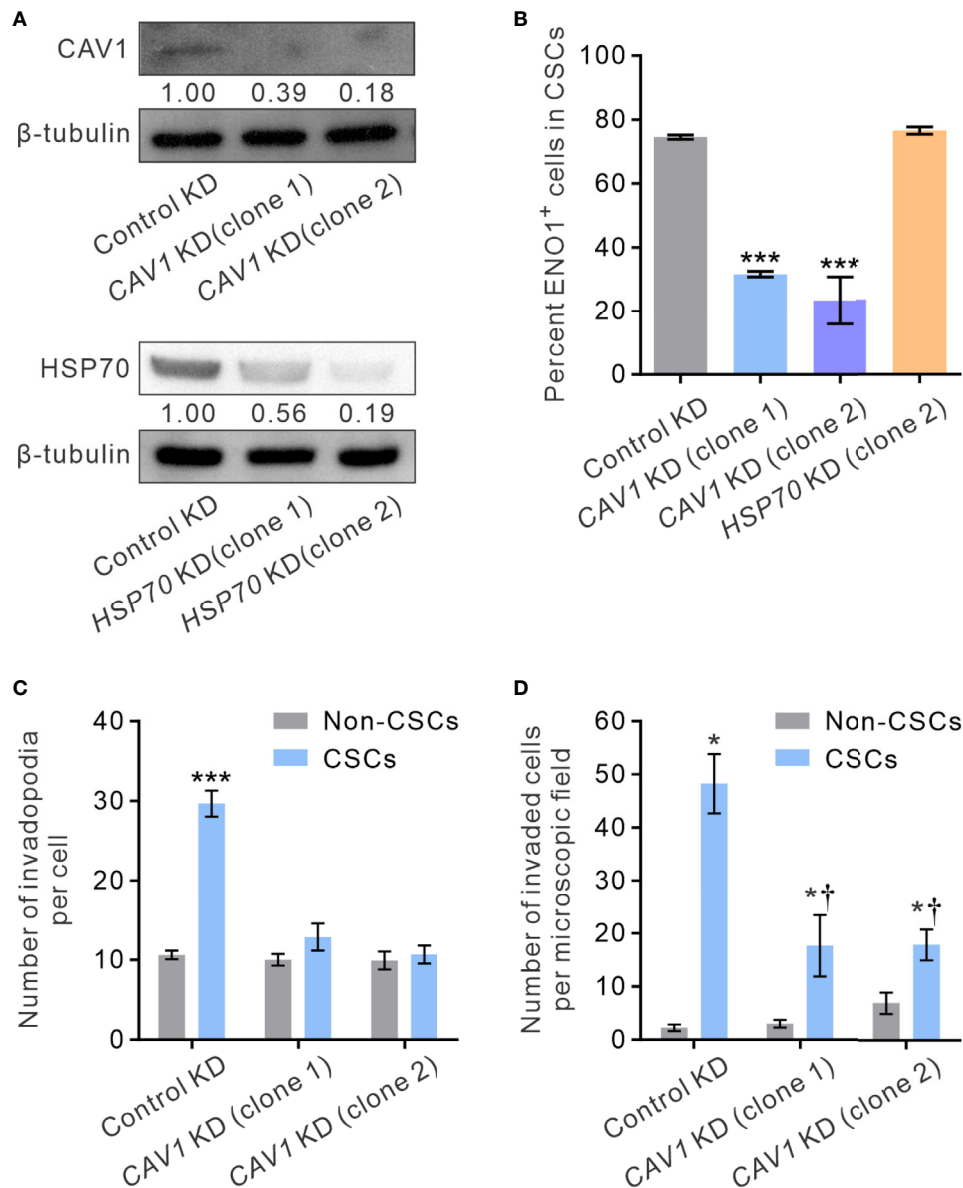 A
CAV1
1.00 0.39 0.18
β-tubulin
Control KD
CAV1 KD(clone 1)
CAV1 KD(clone 2)
HSP70
1.00 0.56 0.19
β-tubulin
Control KD
HSP70 KD(clone 1)
HSP70 KD(clone 2)
B
Percent ENO1+ cells in CSCs
100
80
60
40
20
0
***
***
Control KD
CAV1 KD (clone 1)
CAV1 KD (clone 2)
HSP70 KD (clone 2)
C
Number of invadopodia
per cell
40
30
20
10
0
Non-CSCs
CSCs
***
Control KD
CAV1 KD (clone 1)
CAV1 KD (clone 2)
D
Number of invaded cells
per microscopic field
60
50
40
30
20
10
0
Non-CSCs
CSCs
*
*†
*†
Control KD
CAV1 KD (clone 1)
CAV1 KD (clone 2)